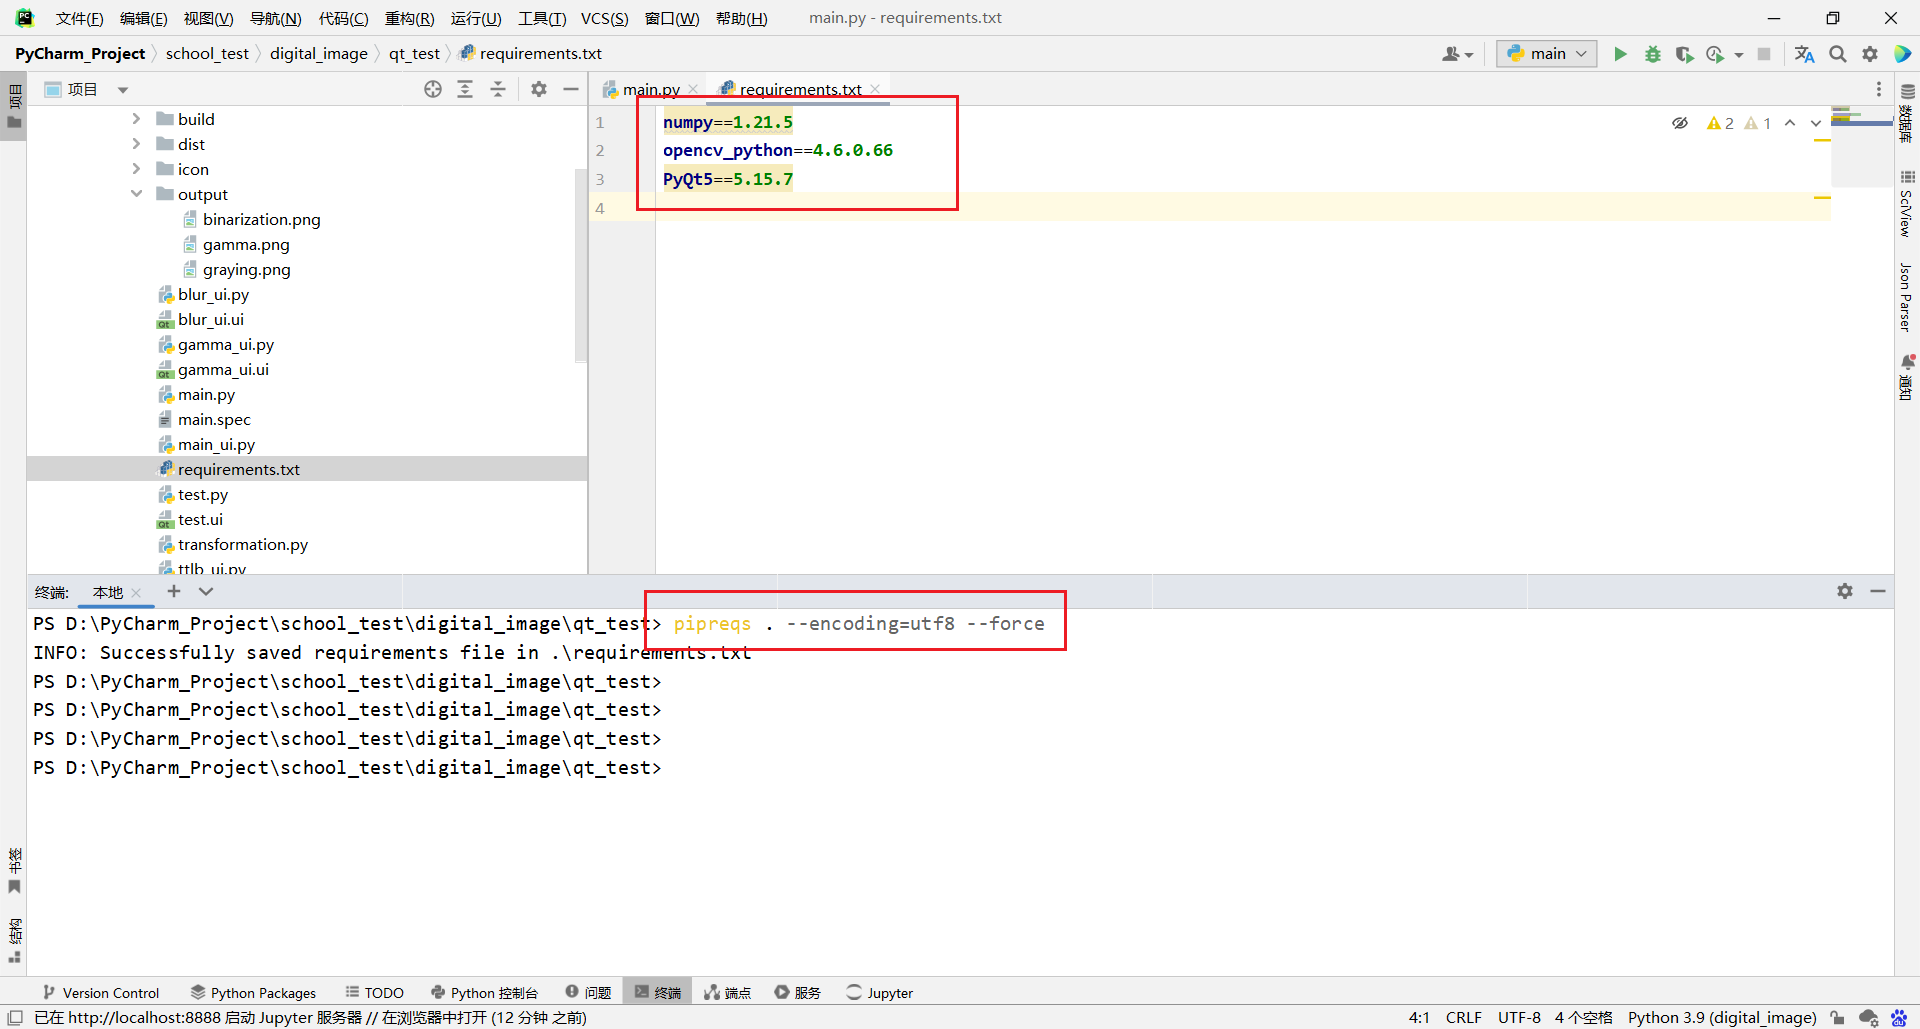 文件(F) 编辑(E) 视图(V) 导航(N) 代码(C) 重构(R) 运行(U) 工具(T) VCS(S) 窗口(W) 帮助(H) main.py - requirements.txt
PyCharm_Project school_test digital_image qt_test requirements.txt main
项目
项目
main.py requirements.txt
build
dist
icon
output
binarization.png
gamma.png
graying.png
blur_ui.py
blur_ui.ui
gamma_ui.py
gamma_ui.ui
main.py
main.spec
main_ui.py
requirements.txt
test.py
test.ui
transformation.py
ttlb_ui.py
1 numpy==1.21.5
2 opencv_python==4.6.0.66
3 PyQt5==5.15.7
4
2 1
数据库
SciView
Json Parser
通知
终端: 本地
PS D:\PyCharm_Project\school_test\digital_image\qt_test> pipreqs . --encoding=utf8 --force
INFO: Successfully saved requirements file in .\requirements.txt
PS D:\PyCharm_Project\school_test\digital_image\qt_test>
PS D:\PyCharm_Project\school_test\digital_image\qt_test>
PS D:\PyCharm_Project\school_test\digital_image\qt_test>
PS D:\PyCharm_Project\school_test\digital_image\qt_test>
书签
结构
Version Control Python Packages TODO Python 控制台 问题 终端 端点 服务 Jupyter
已在 http://localhost:8888 启动 Jupyter 服务器 // 在浏览器中打开 (12 分钟 之前) 4:1 CRLF UTF-8 4 个空格 Python 3.9 (digital_image)